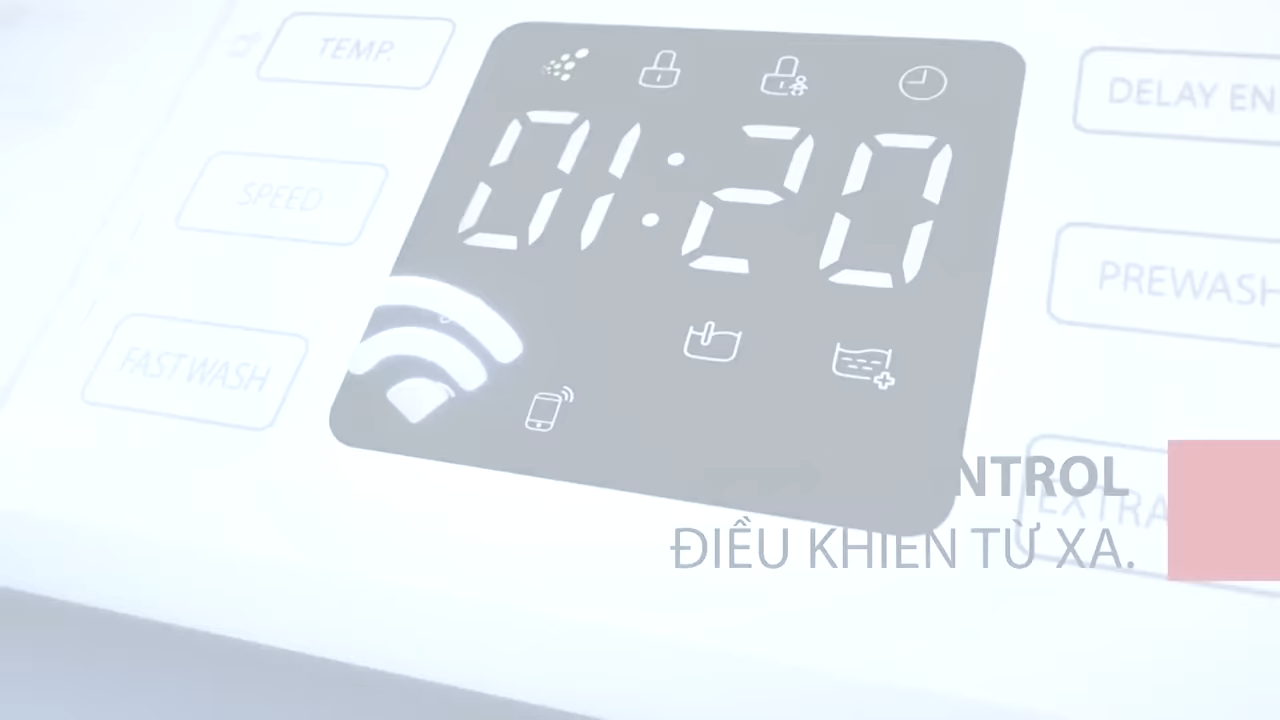 TEMP.
DELAY EN
01:20
SPEED
PREWASH
FAST WASH
NTROL
EXTRA
ĐIỀU KHIỂN TỪ XA.